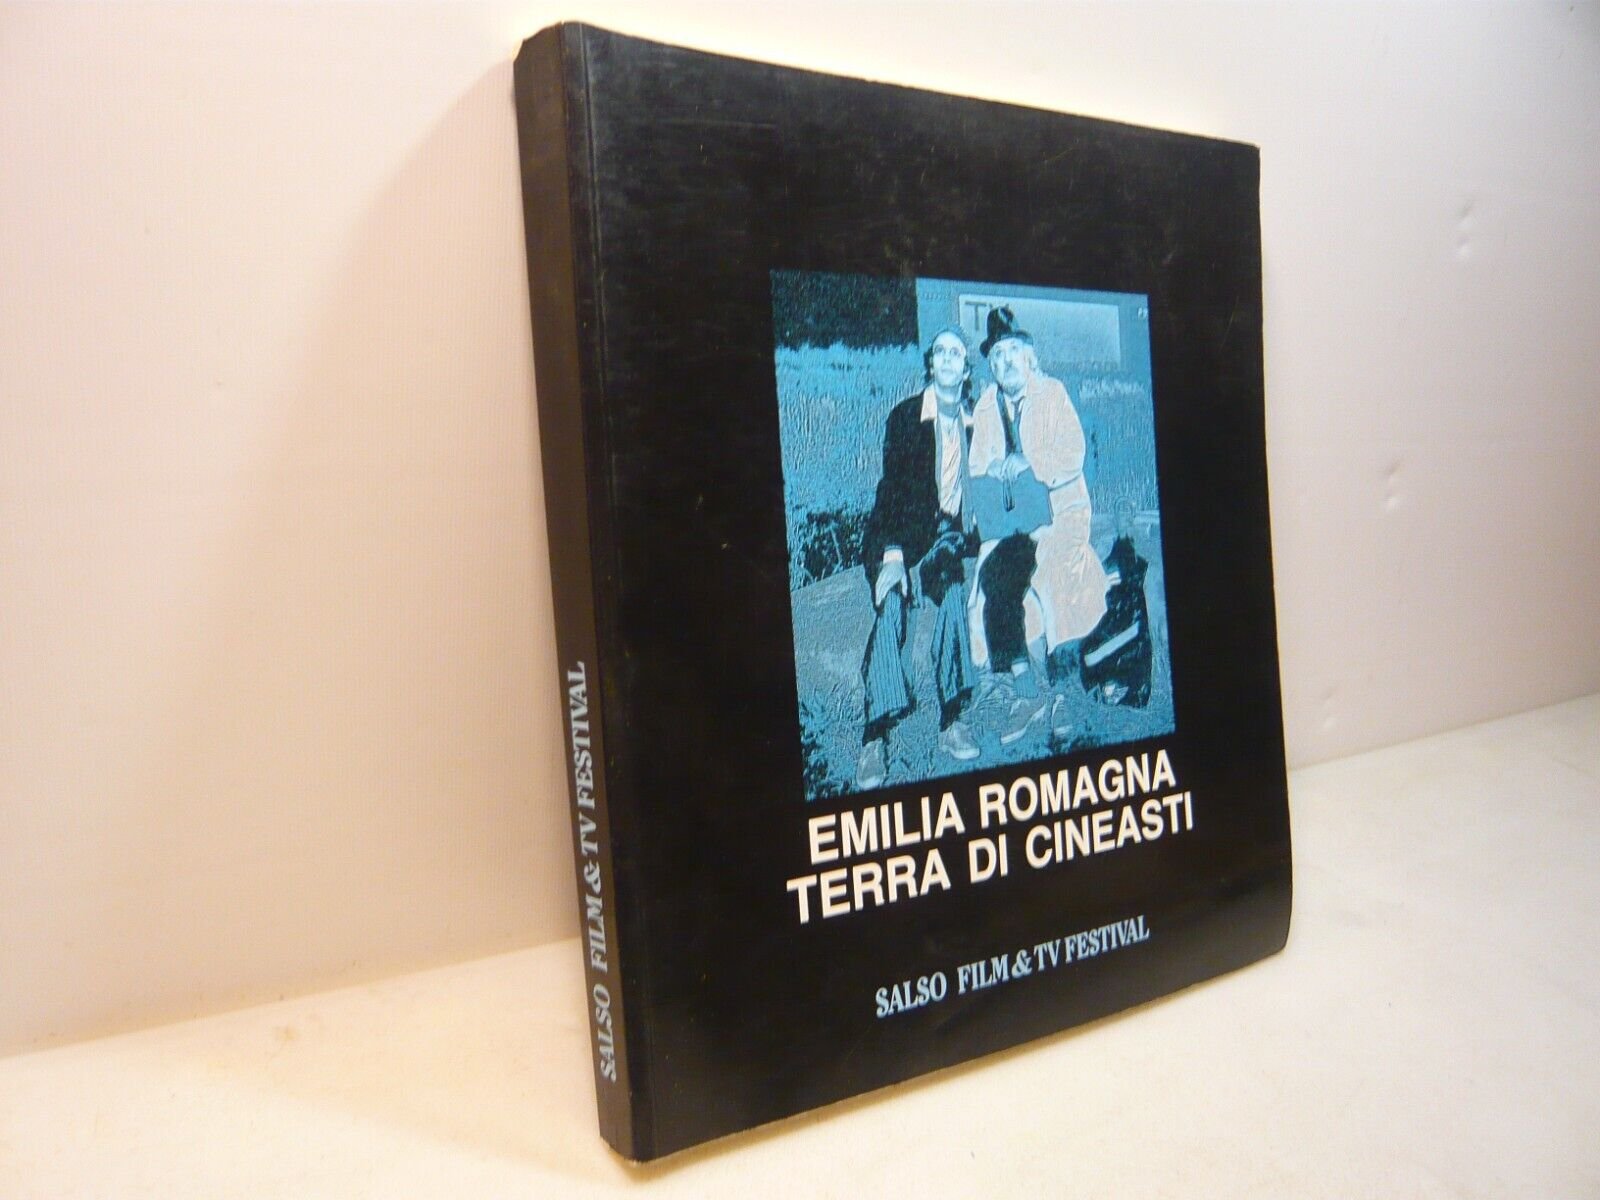 SALSO FILM & TV FESTIVAL
EMILIA ROMAGNA
TERRA DI CINEASTI
SALSO FILM & TV FESTIVAL